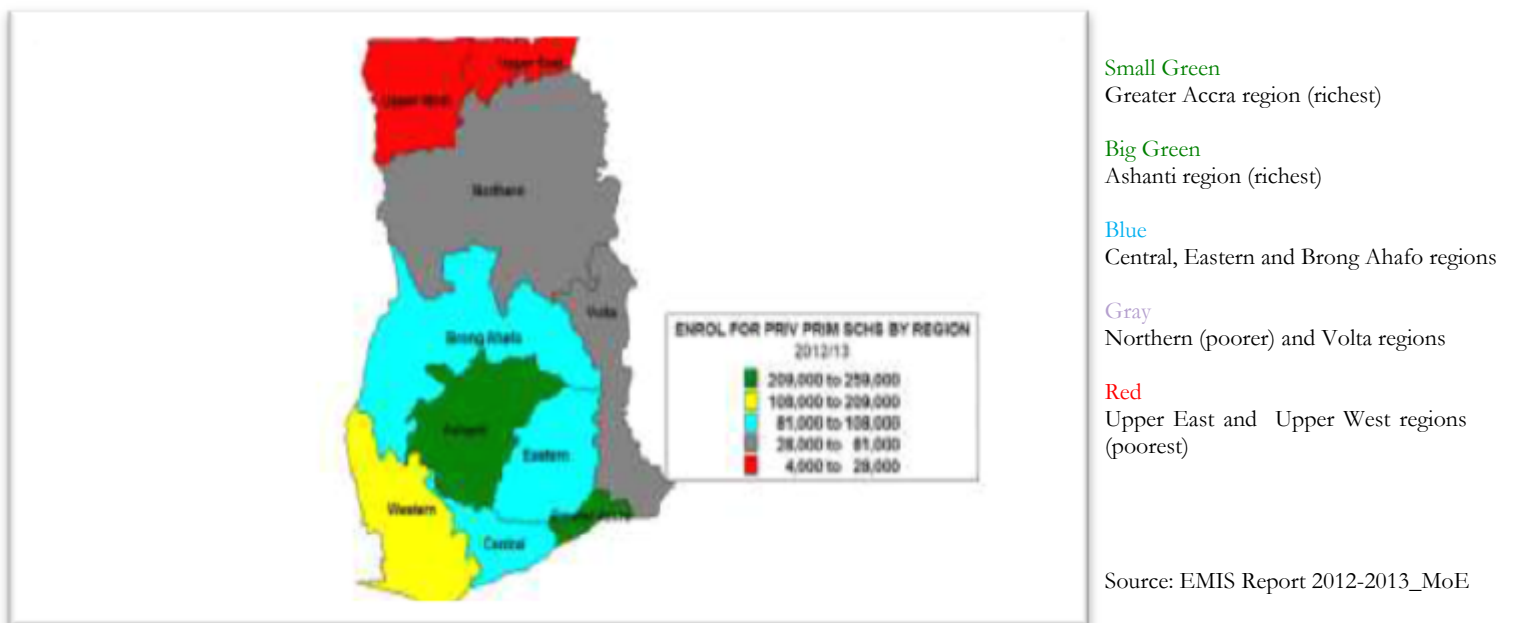 Upper East
Upper West
Northern
Volta
Brong Ahafo
Ashanti
Eastern
Western
Central
ENROL FOR PRIV PRIM SCHS BY REGION
2012/13
209,000 to 259,000
108,000 to 209,000
81,000 to 108,000
28,000 to 81,000
4,000 to 28,000
Small Green
Greater Accra region (richest)
Big Green
Ashanti region (richest)
Blue
Central, Eastern and Brong Ahafo regions
Gray
Northern (poorer) and Volta regions
Red
Upper East and Upper West regions
(poorest)
Source: EMIS Report 2012-2013_MoE